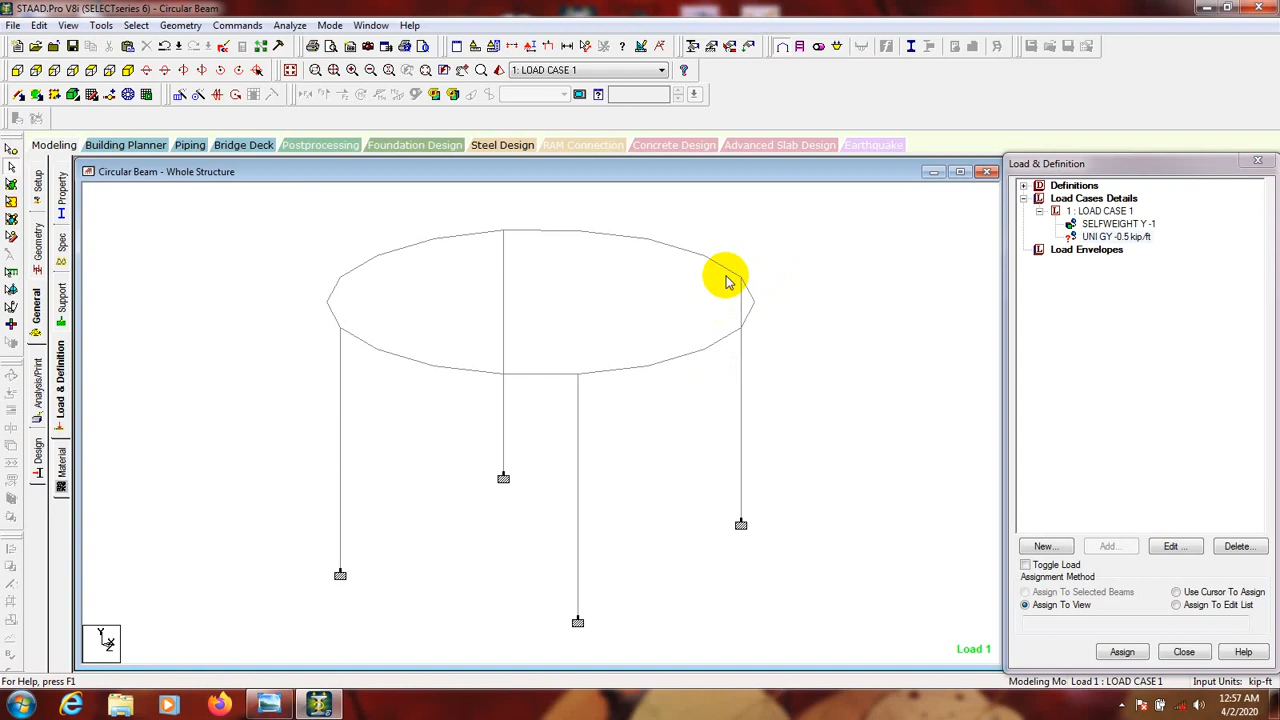 STAAD.Pro V8i (SELECTseries 6) - Circular Beam
File Edit View Tools Select Geometry Commands Analyze Mode Window Help
1: LOAD CASE 1
Modeling Building Planner Piping Bridge Deck Postprocessing Foundation Design Steel Design RAM Connection Concrete Design Advanced Slab Design Earthquake
Circular Beam - Whole Structure
Setup
Geometry
General
Analysis/Print
Design
Property
Spec
Support
Load & Definition
Material
Y
X
Z
Load 1
Load & Definition
Definitions
Load Cases Details
1 : LOAD CASE 1
SELFWEIGHT Y -1
UNI GY -0.5 kip/ft
Load Envelopes
New... Add... Edit ... Delete...
Toggle Load
Assignment Method
Assign To Selected Beams Use Cursor To Assign
Assign To View Assign To Edit List
Assign Close Help
For Help, press F1
Modeling Mo Load 1 : LOAD CASE 1 Input Units: kip-ft
12:57 AM
4/2/2020